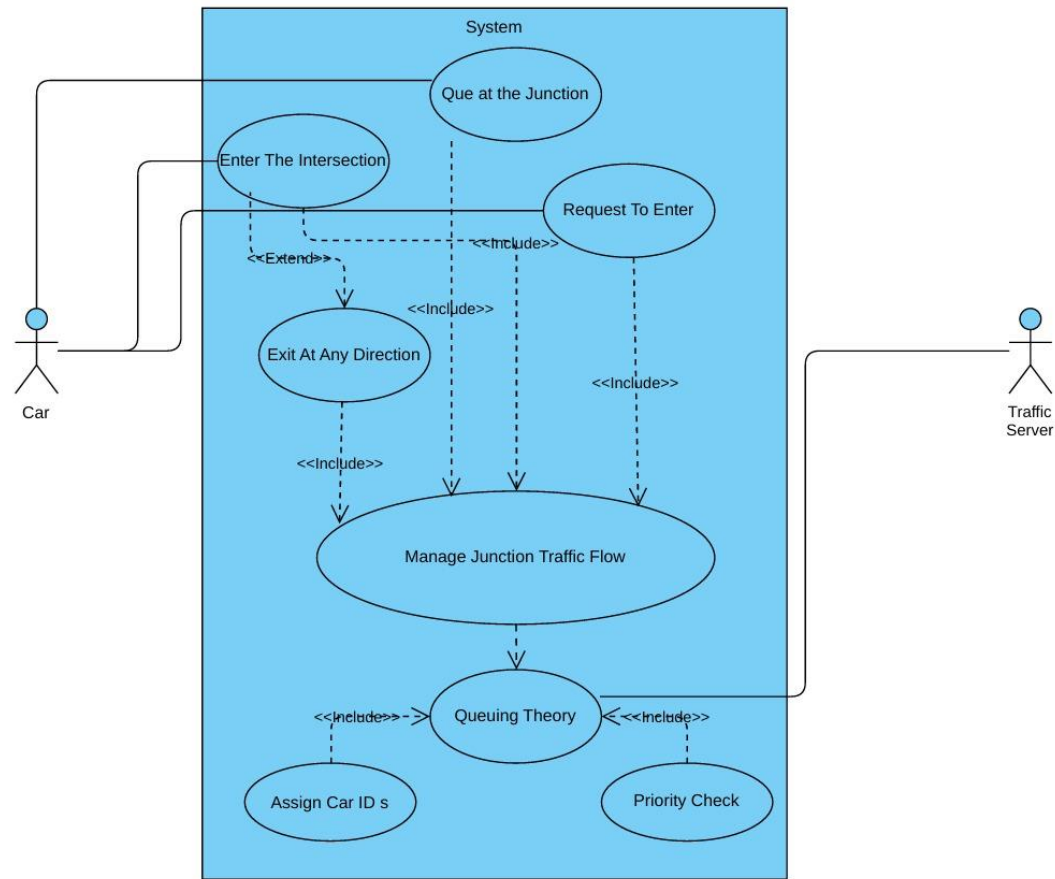 System
Que at the Junction
Enter The Intersection
Request To Enter
<<Include>>
<<Extend>>
<<Include>>
Exit At Any Direction
<<Include>>
Car
Traffic
Server
<<Include>>
Manage Junction Traffic Flow
Queuing Theory
<<Include>>
<<Include>>
Assign Car ID s
Priority Check